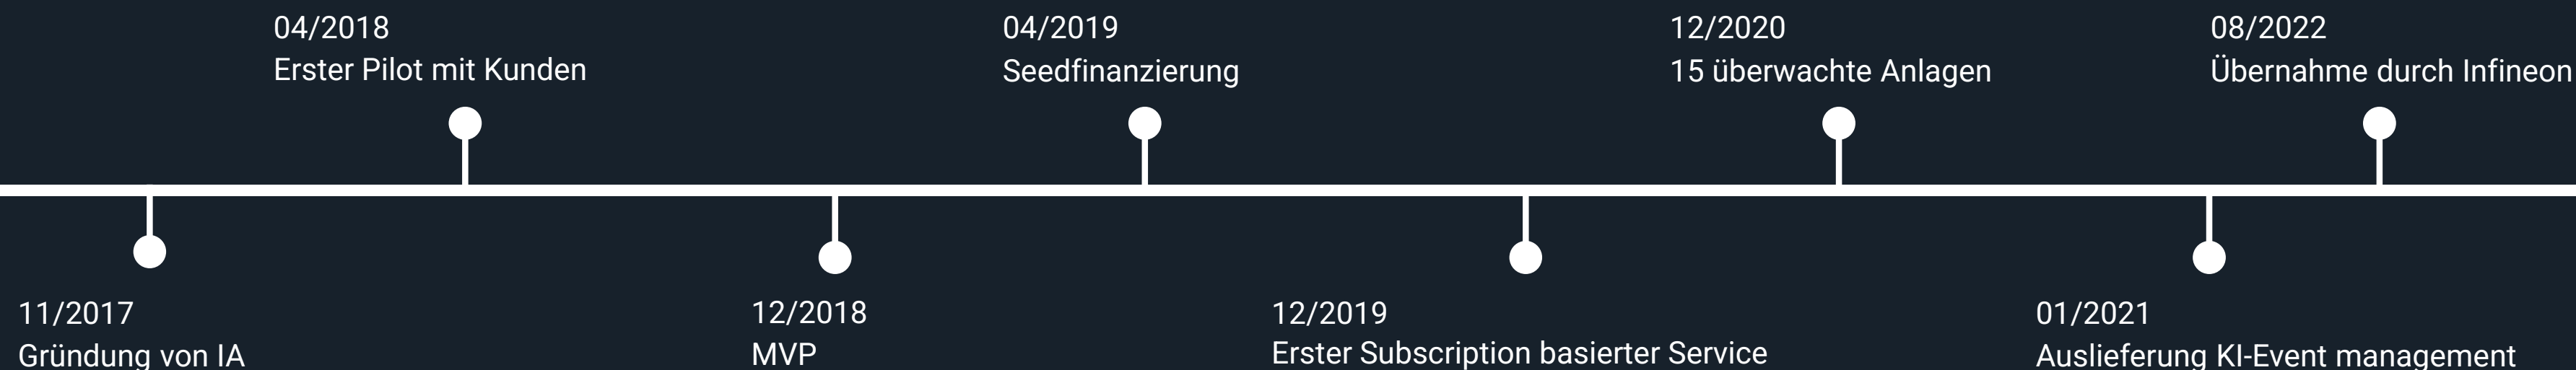 04/2018
Erster Pilot mit Kunden
04/2019
Seedfinanzierung
12/2020
15 überwachte Anlagen
08/2022
Übernahme durch Infineon
11/2017
Gründung von IA
12/2018
MVP
12/2019
Erster Subscription basierter Service
01/2021
Auslieferung KI-Event management